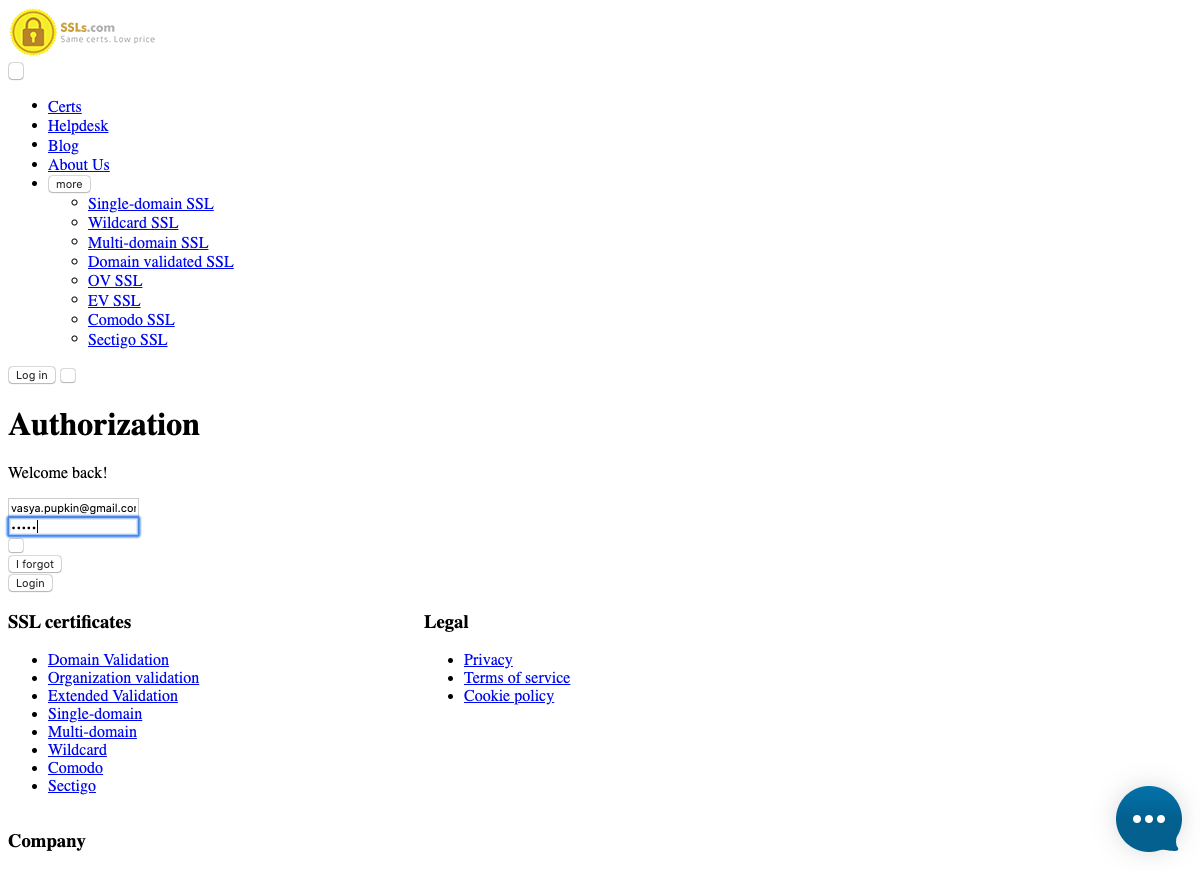 SSLs.com
Same certs. Low price
Certs
Helpdesk
Blog
About Us
more
Single-domain SSL
Wildcard SSL
Multi-domain SSL
Domain validated SSL
OV SSL
EV SSL
Comodo SSL
Sectigo SSL
Log in
Authorization
Welcome back!
vasya.pupkin@gmail.com
•••••
I forgot
Login
SSL certificates
Domain Validation
Organization validation
Extended Validation
Single-domain
Multi-domain
Wildcard
Comodo
Sectigo
Legal
Privacy
Terms of service
Cookie policy
Company